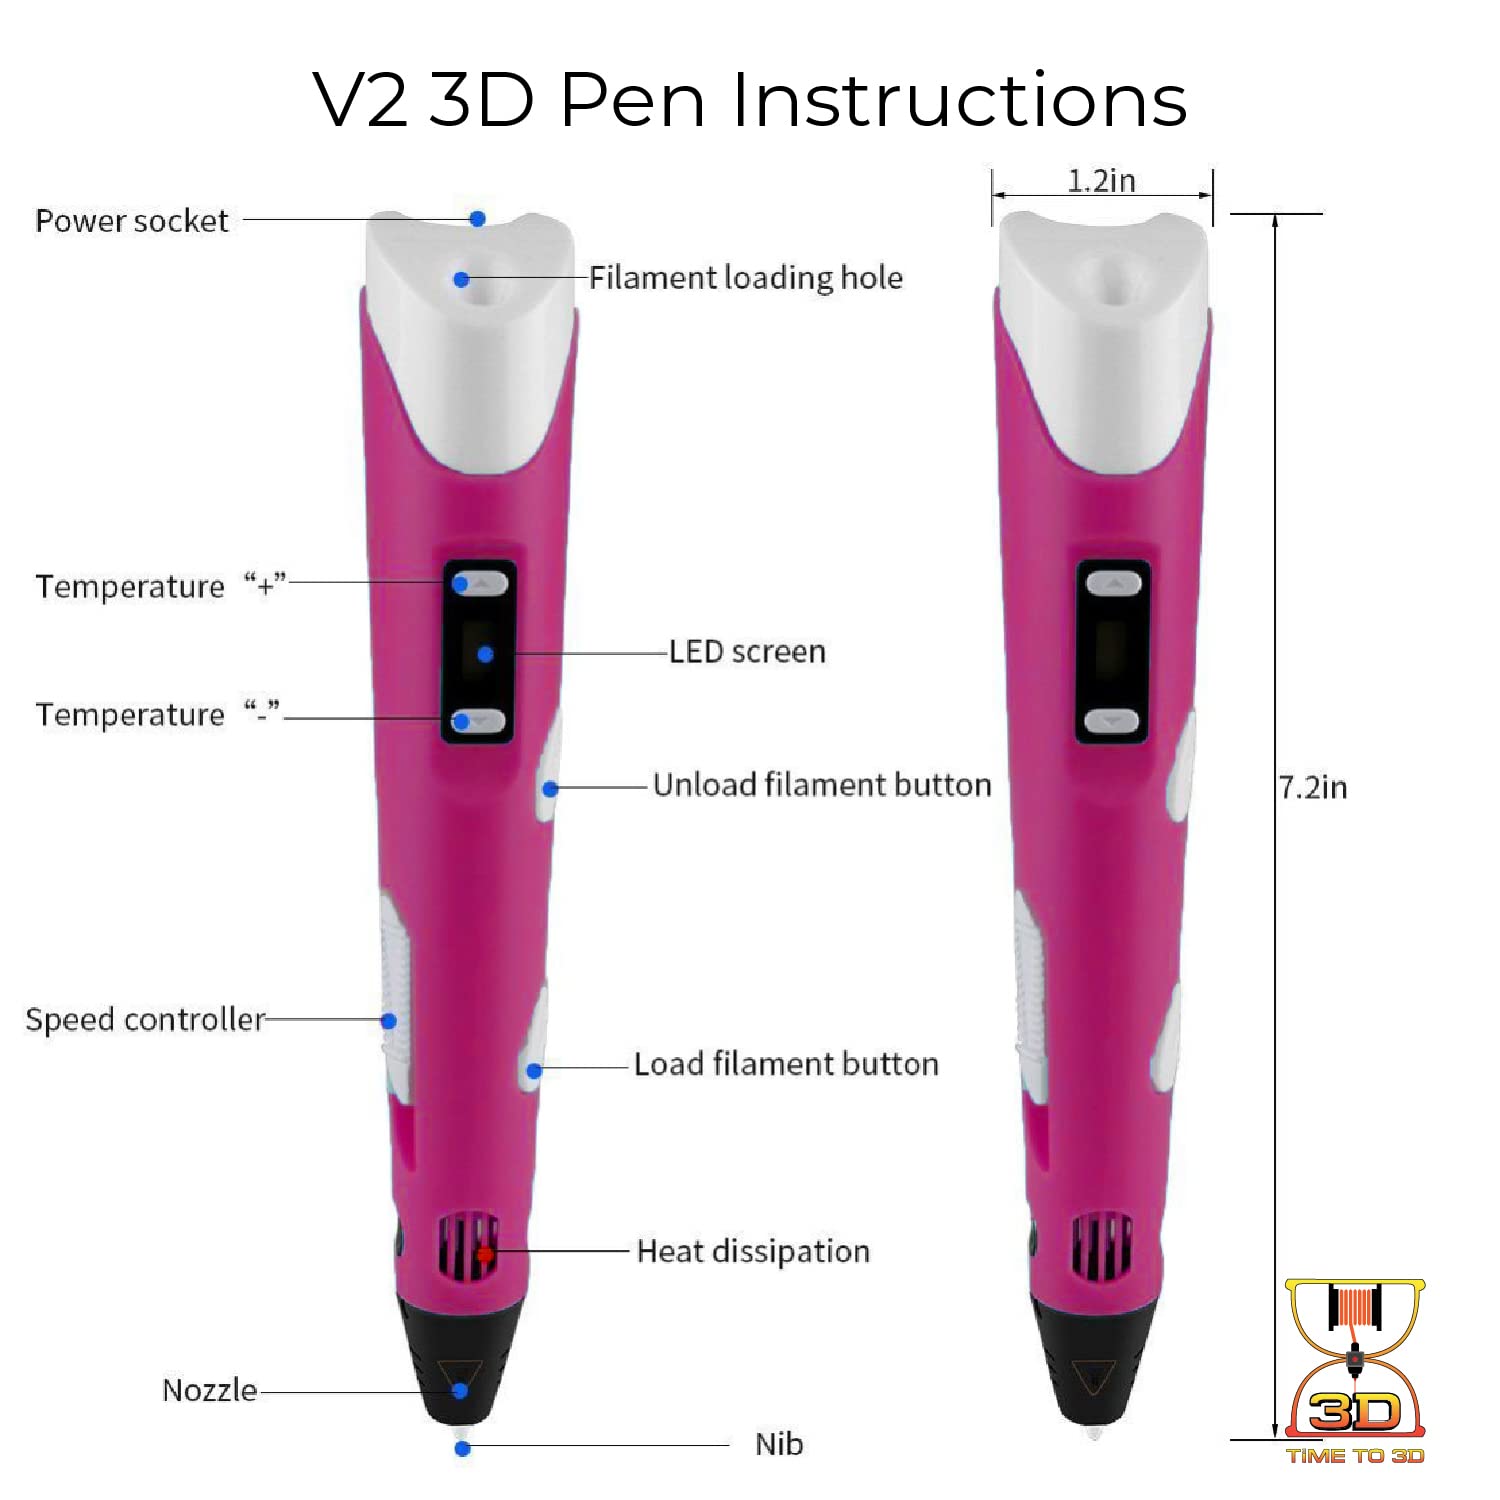 V2 3D Pen Instructions
1.2in
Power socket
Filament loading hole
Temperature “+”
LED screen
Temperature “-”
Unload filament button
7.2in
Speed controller
Load filament button
Heat dissipation
Nozzle
Nib
3D
TIME TO 3D